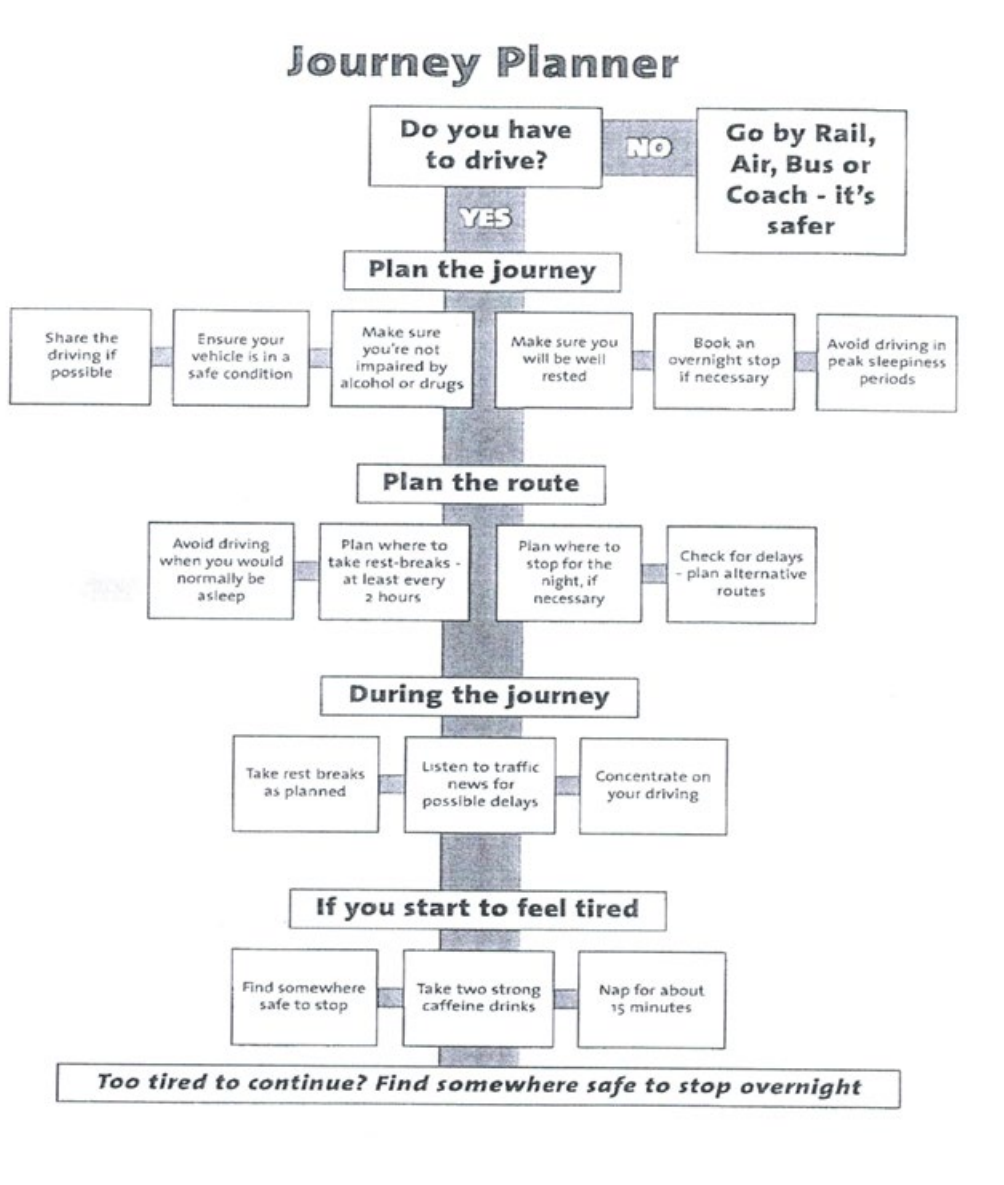 Journey Planner
Do you have
to drive?
NO
Go by Rail,
Air, Bus or
Coach - it's
safer
YES
Plan the journey
Share the
driving if
possible
Ensure your
vehicle is in a
safe condition
Make sure
you're not
impaired by
alcohol or drugs
Make sure you
will be well
rested
Book an
overnight stop
if necessary
Avoid driving in
peak sleepiness
periods
Plan the route
Avoid driving
when you would
normally be
asleep
Plan where to
take rest-breaks -
at least every
2 hours
Plan where to
stop for the
night, if
necessary
Check for delays
- plan alternative
routes
During the journey
Take rest breaks
as planned
Listen to traffic
news for
possible delays
Concentrate on
your driving
If you start to feel tired
Find somewhere
safe to stop
Take two strong
caffeine drinks
Nap for about
15 minutes
Too tired to continue? Find somewhere safe to stop overnight